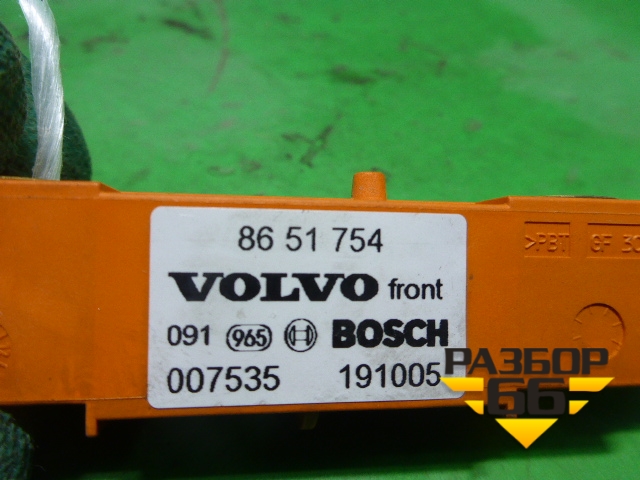 86 51 754
VOLVO front
091 965 BOSCH
007535 191005
>PBT GF 30
РАЗБОР
66